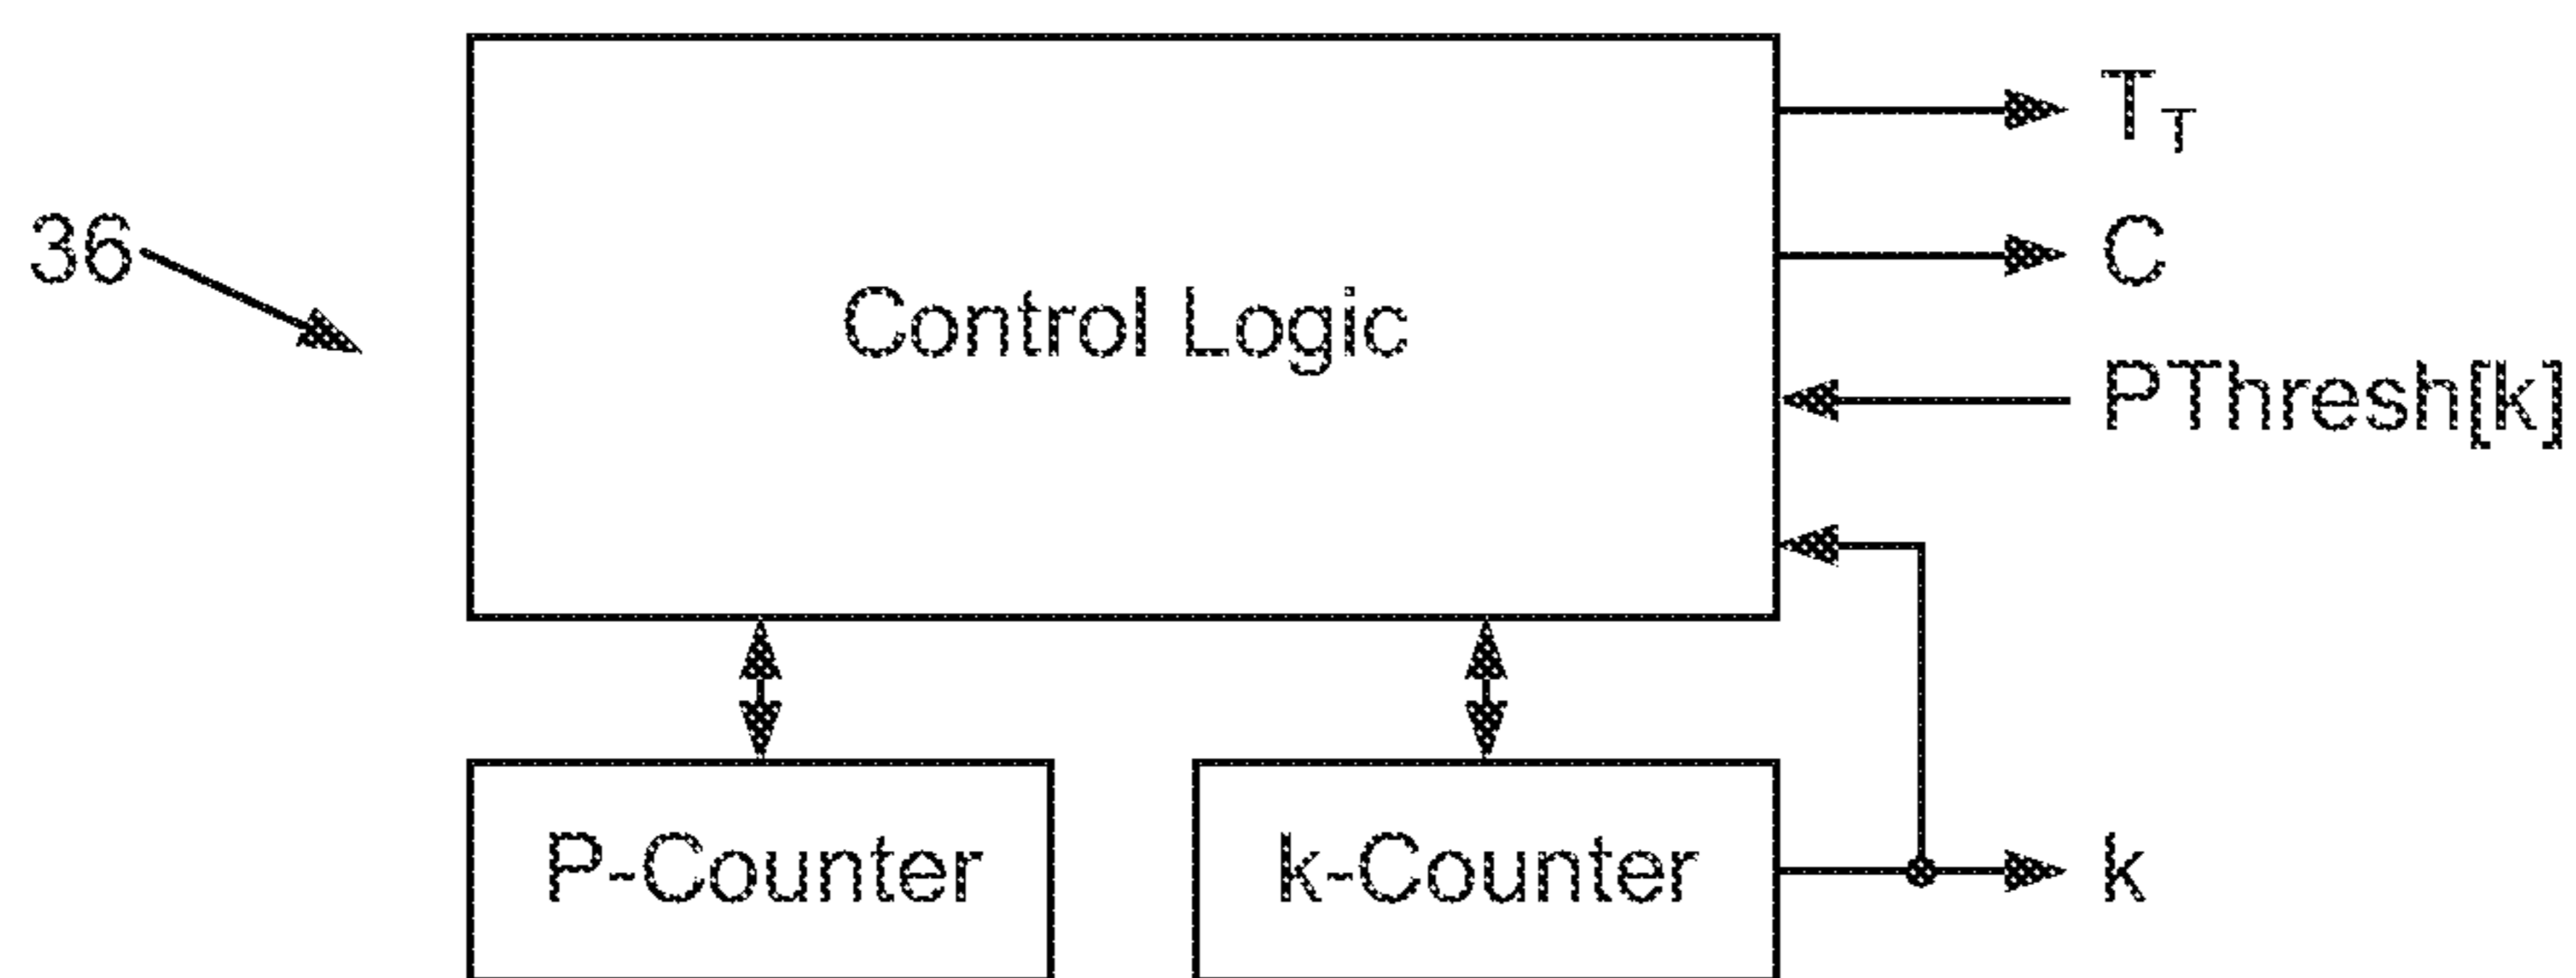 T_T
36
C
Control Logic
PThresh[k]
P-Counter
k-Counter
k